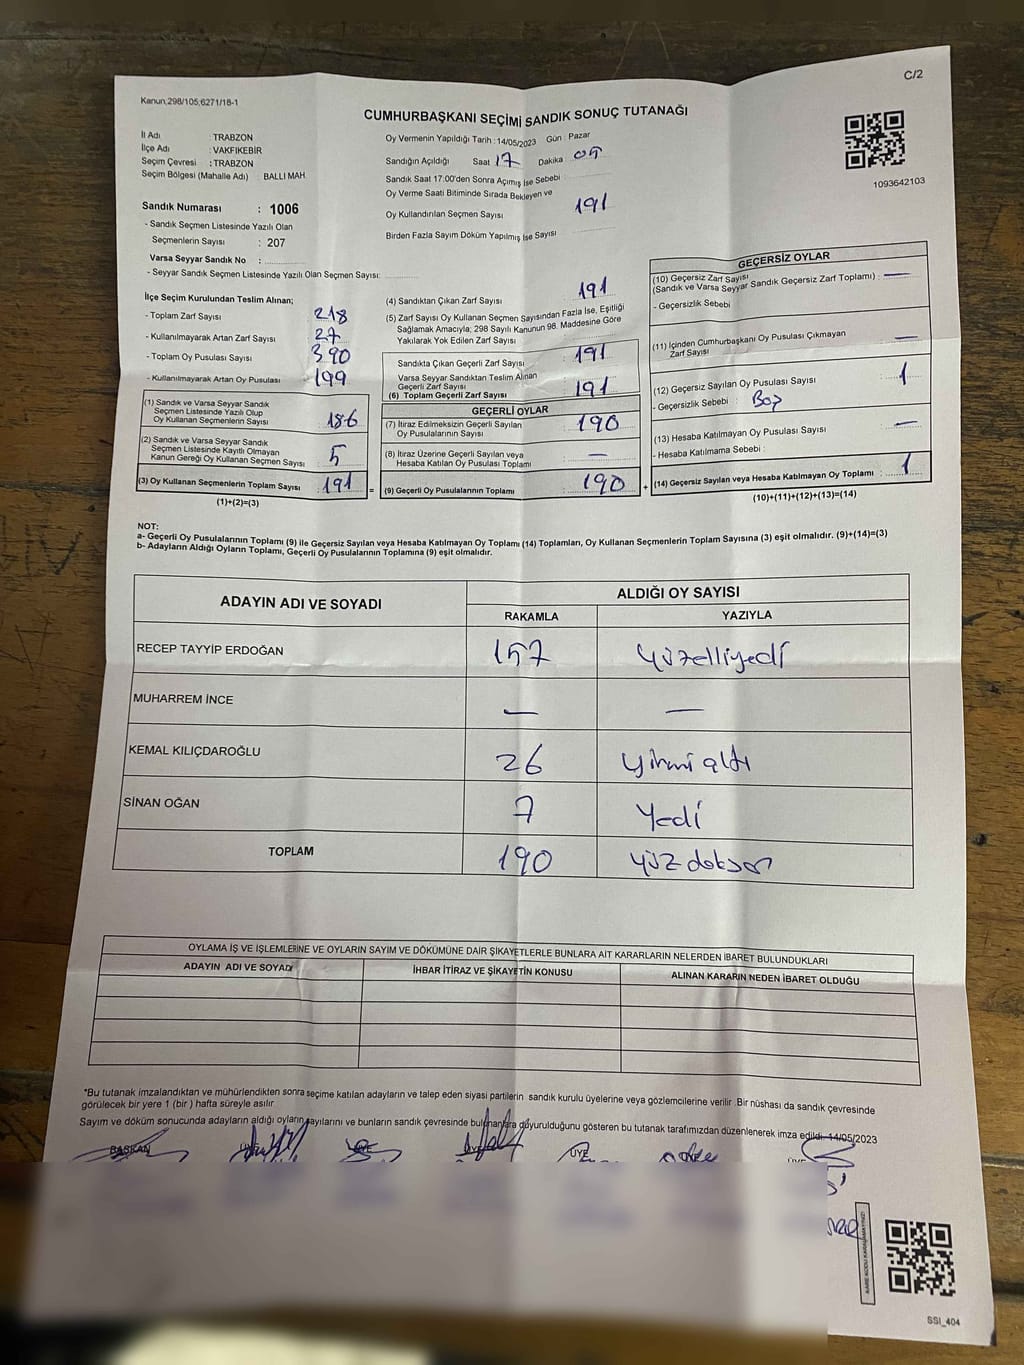 C/2
Kanun,298/105,6271/18-1
CUMHURBAŞKANI SEÇİMİ SANDIK SONUÇ TUTANAĞI
1093642103
İl Adı : TRABZON
İlçe Adı : VAKFIKEBİR
Seçim Çevresi : TRABZON
Seçim Bölgesi (Mahalle Adı) BALLI MAH.
Sandık Numarası : 1006
- Sandık Seçmen Listesinde Yazılı Olan
Seçmenlerin Sayısı : 207
Varsa Seyyar Sandık No :
- Seyyar Sandık Seçmen Listesinde Yazılı Olan Seçmen Sayısı:
Oy Vermenin Yapıldığı Tarih : 14/05/2023 Gün : Pazar
Sandığın Açıldığı Saat 17 Dakika 05
Sandık Saat 17:00'den Sonra Açımış İse Sebebi
Oy Verme Saati Bitiminde Sırada Bekleyen ve
Oy Kullandırılan Seçmen Sayısı 191
Birden Fazla Sayım Döküm Yapılmış İse Sayısı
İlçe Seçim Kurulundan Teslim Alınan;
- Toplam Zarf Sayısı : 218
- Kullanılmayarak Artan Zarf Sayısı : 27
- Toplam Oy Pusulası Sayısı : 390
- Kullanılmayarak Artan Oy Pusulası : 199
(1) Sandık ve Varsa Seyyar Sandık
Seçmen Listesinde Yazılı Olup
Oy Kullanan Seçmenlerin Sayısı : 186
(2) Sandık ve Varsa Seyyar Sandık
Seçmen Listesinde Kayıtlı Olmayan
Kanun Gereği Oy Kullanan Seçmen Sayısı : 5
(3) Oy Kullanan Seçmenlerin Toplam Sayısı : 191 =
(1)+(2)=(3)
(4) Sandıktan Çıkan Zarf Sayısı 191
(5) Zarf Sayısı Oy Kullanan Seçmen Sayısından Fazla İse, Eşitliği
Sağlamak Amacıyla; 298 Sayılı Kanunun 98. Maddesine Göre
Yakılarak Yok Edilen Zarf Sayısı
Sandıkta Çıkan Geçerli Zarf Sayısı : 191
Varsa Seyyar Sandıktan Teslim Alınan
Geçerli Zarf Sayısı
(6) Toplam Geçerli Zarf Sayısı : 191
GEÇERLİ OYLAR
(7) İtiraz Edilmeksizin Geçerli Sayılan
Oy Pusulalarının Sayısı : 190
(8) İtiraz Üzerine Geçerli Sayılan veya
Hesaba Katılan Oy Pusulası Toplamı : —
(9) Geçerli Oy Pusulalarının Toplamı : 190 +
GEÇERSİZ OYLAR
(10) Geçersiz Zarf Sayısı
(Sandık ve Varsa Seyyar Sandık Geçersiz Zarf Toplamı) : —
- Geçersizlik Sebebi
(11) İçinden Cumhurbaşkanı Oy Pusulası Çıkmayan
Zarf Sayısı : —
(12) Geçersiz Sayılan Oy Pusulası Sayısı : 1
- Geçersizlik Sebebi : Boş
(13) Hesaba Katılmayan Oy Pusulası Sayısı : —
- Hesaba Katılmama Sebebi :
(14) Geçersiz Sayılan veya Hesaba Katılmayan Oy Toplamı : 1
(10)+(11)+(12)+(13)=(14)
NOT:
a- Geçerli Oy Pusulalarının Toplamı (9) ile Geçersiz Sayılan veya Hesaba Katılmayan Oy Toplamı (14) Toplamları, Oy Kullanan Seçmenlerin Toplam Sayısına (3) eşit olmalıdır. (9)+(14)=(3)
b- Adayların Aldığı Oyların Toplamı, Geçerli Oy Pusulalarının Toplamına (9) eşit olmalıdır.
ADAYIN ADI VE SOYADI ALDIĞI OY SAYISI
RAKAMLA YAZIYLA
RECEP TAYYİP ERDOĞAN 157 yüzelliyedi
MUHARREM İNCE — —
KEMAL KILIÇDAROĞLU 26 yirmi altı
SİNAN OĞAN 7 Yedi
TOPLAM 190 yüz doksan
OYLAMA İŞ VE İŞLEMLERİNE VE OYLARIN SAYIM VE DÖKÜMÜNE DAİR ŞİKAYETLERLE BUNLARA AİT KARARLARIN NELERDEN İBARET BULUNDUKLARI
ADAYIN ADI VE SOYADI İHBAR İTİRAZ VE ŞİKAYETİN KONUSU ALINAN KARARIN NEDEN İBARET OLDUĞU
*Bu tutanak imzalandıktan ve mühürlendikten sonra seçime katılan adayların ve talep eden siyasi partilerin sandık kurulu üyelerine veya gözlemcilerine verilir .Bir nüshası da sandık çevresinde
görülecek bir yere 1 (bir ) hafta süreyle asılır.
Sayım ve döküm sonucunda adayların aldığı oyların sayılarını ve bunların sandık çevresinde bulunanlara duyurulduğunu gösteren bu tutanak tarafımızdan düzenlenerek imza edildi. 14/05/2023
BAŞKAN ÜYE ÜYE ÜYE
KARE KODU KARALAMAYINIZ!
SSI_404